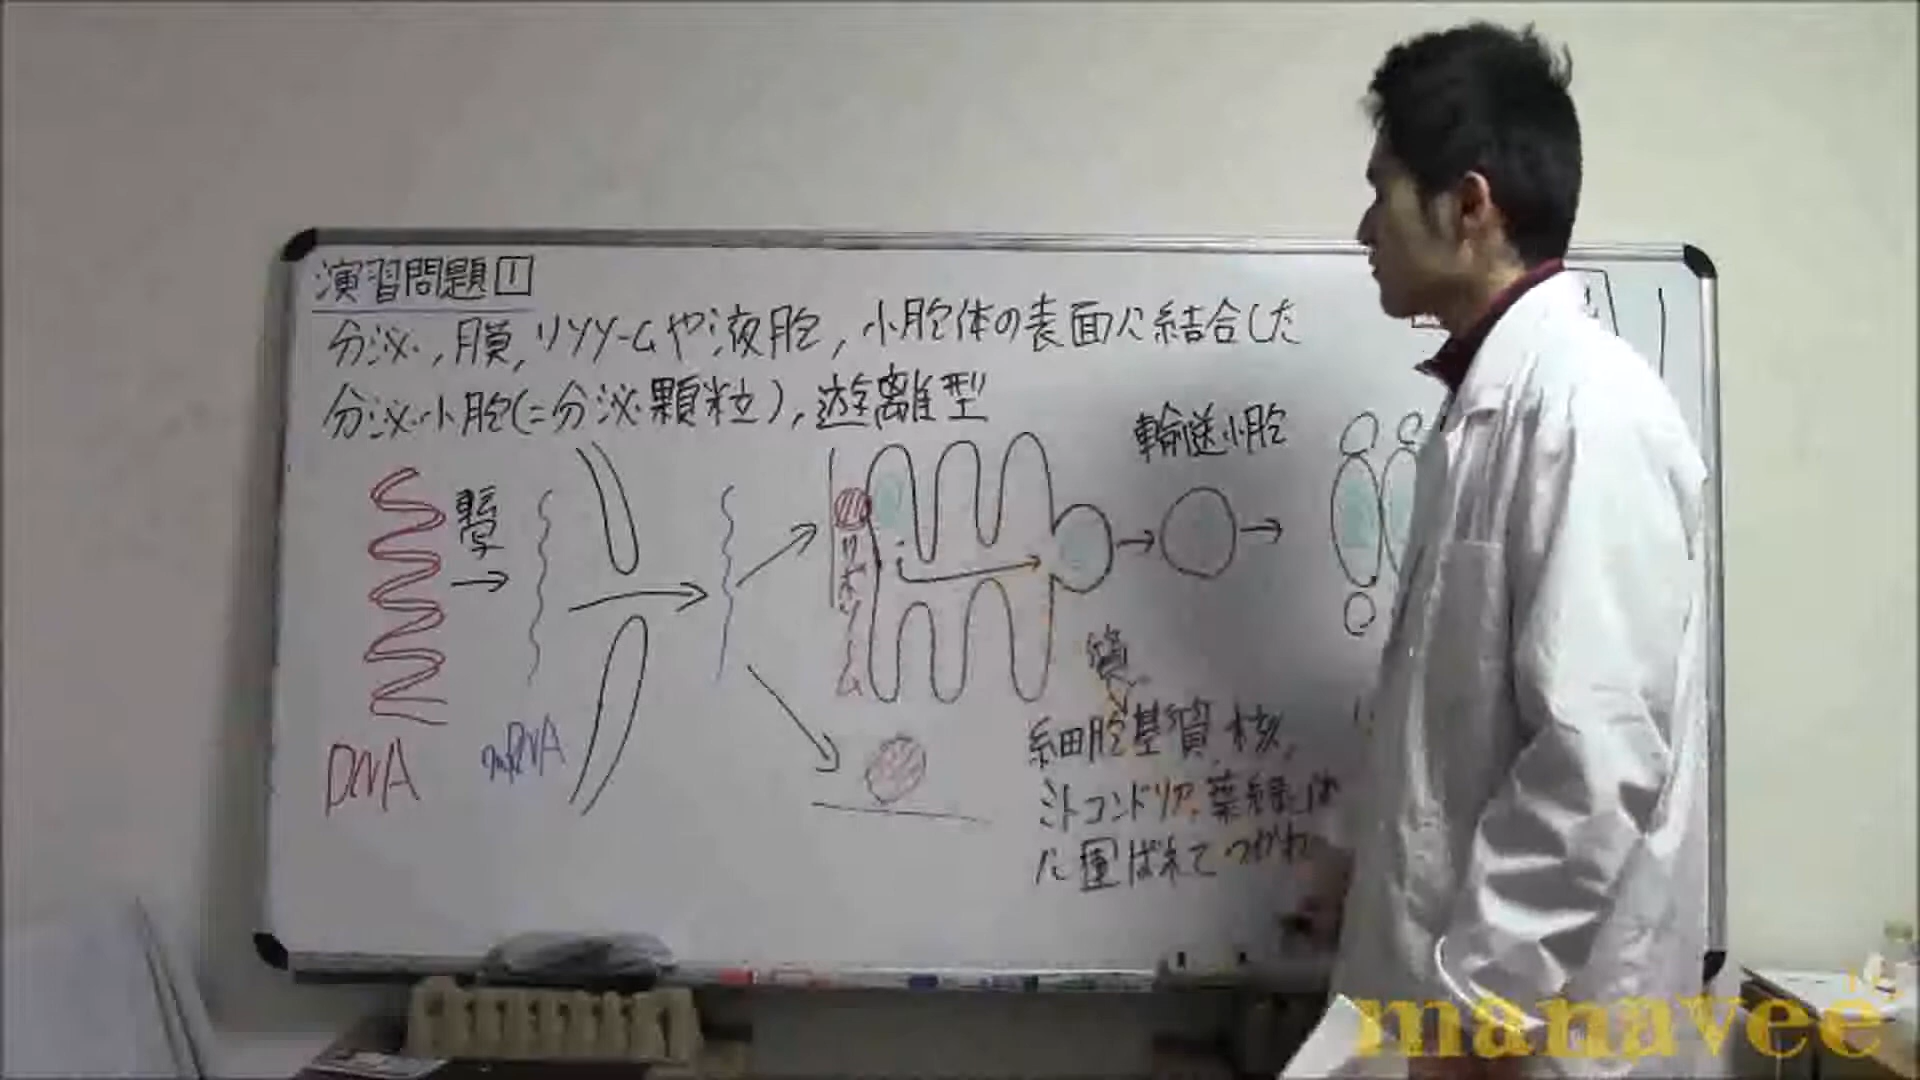 演習問題1
分泌,膜,リソソームや液胞,小胞体の表面に結合した
分泌小胞(=分泌顆粒),遊離型
輸送小胞
リボソーム
DNA
mRNA
細胞基質,核,
ミトコンドリア,葉緑体
に運ばれてつかわ
manavee